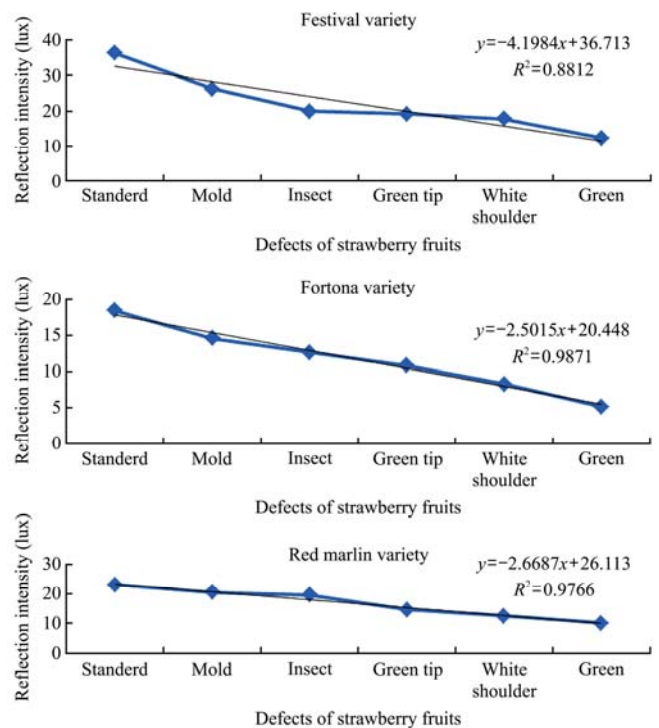 Festival variety
y=−4.1984x+36.713
R²=0.8812
Reflection intensity (lux)
40
30
20
10
0
Standerd Mold Insect Green tip White shoulder Green
Defects of strawberry fruits
Fortona variety
y=−2.5015x+20.448
R²=0.9871
Reflection intensity (lux)
20
15
10
5
0
Standerd Mold Insect Green tip White shoulder Green
Defects of strawberry fruits
Red marlin variety
y=−2.6687x+26.113
R²=0.9766
Reflection intensity (lux)
30
20
10
0
Standerd Mold Insect Green tip White shoulder Green
Defects of strawberry fruits